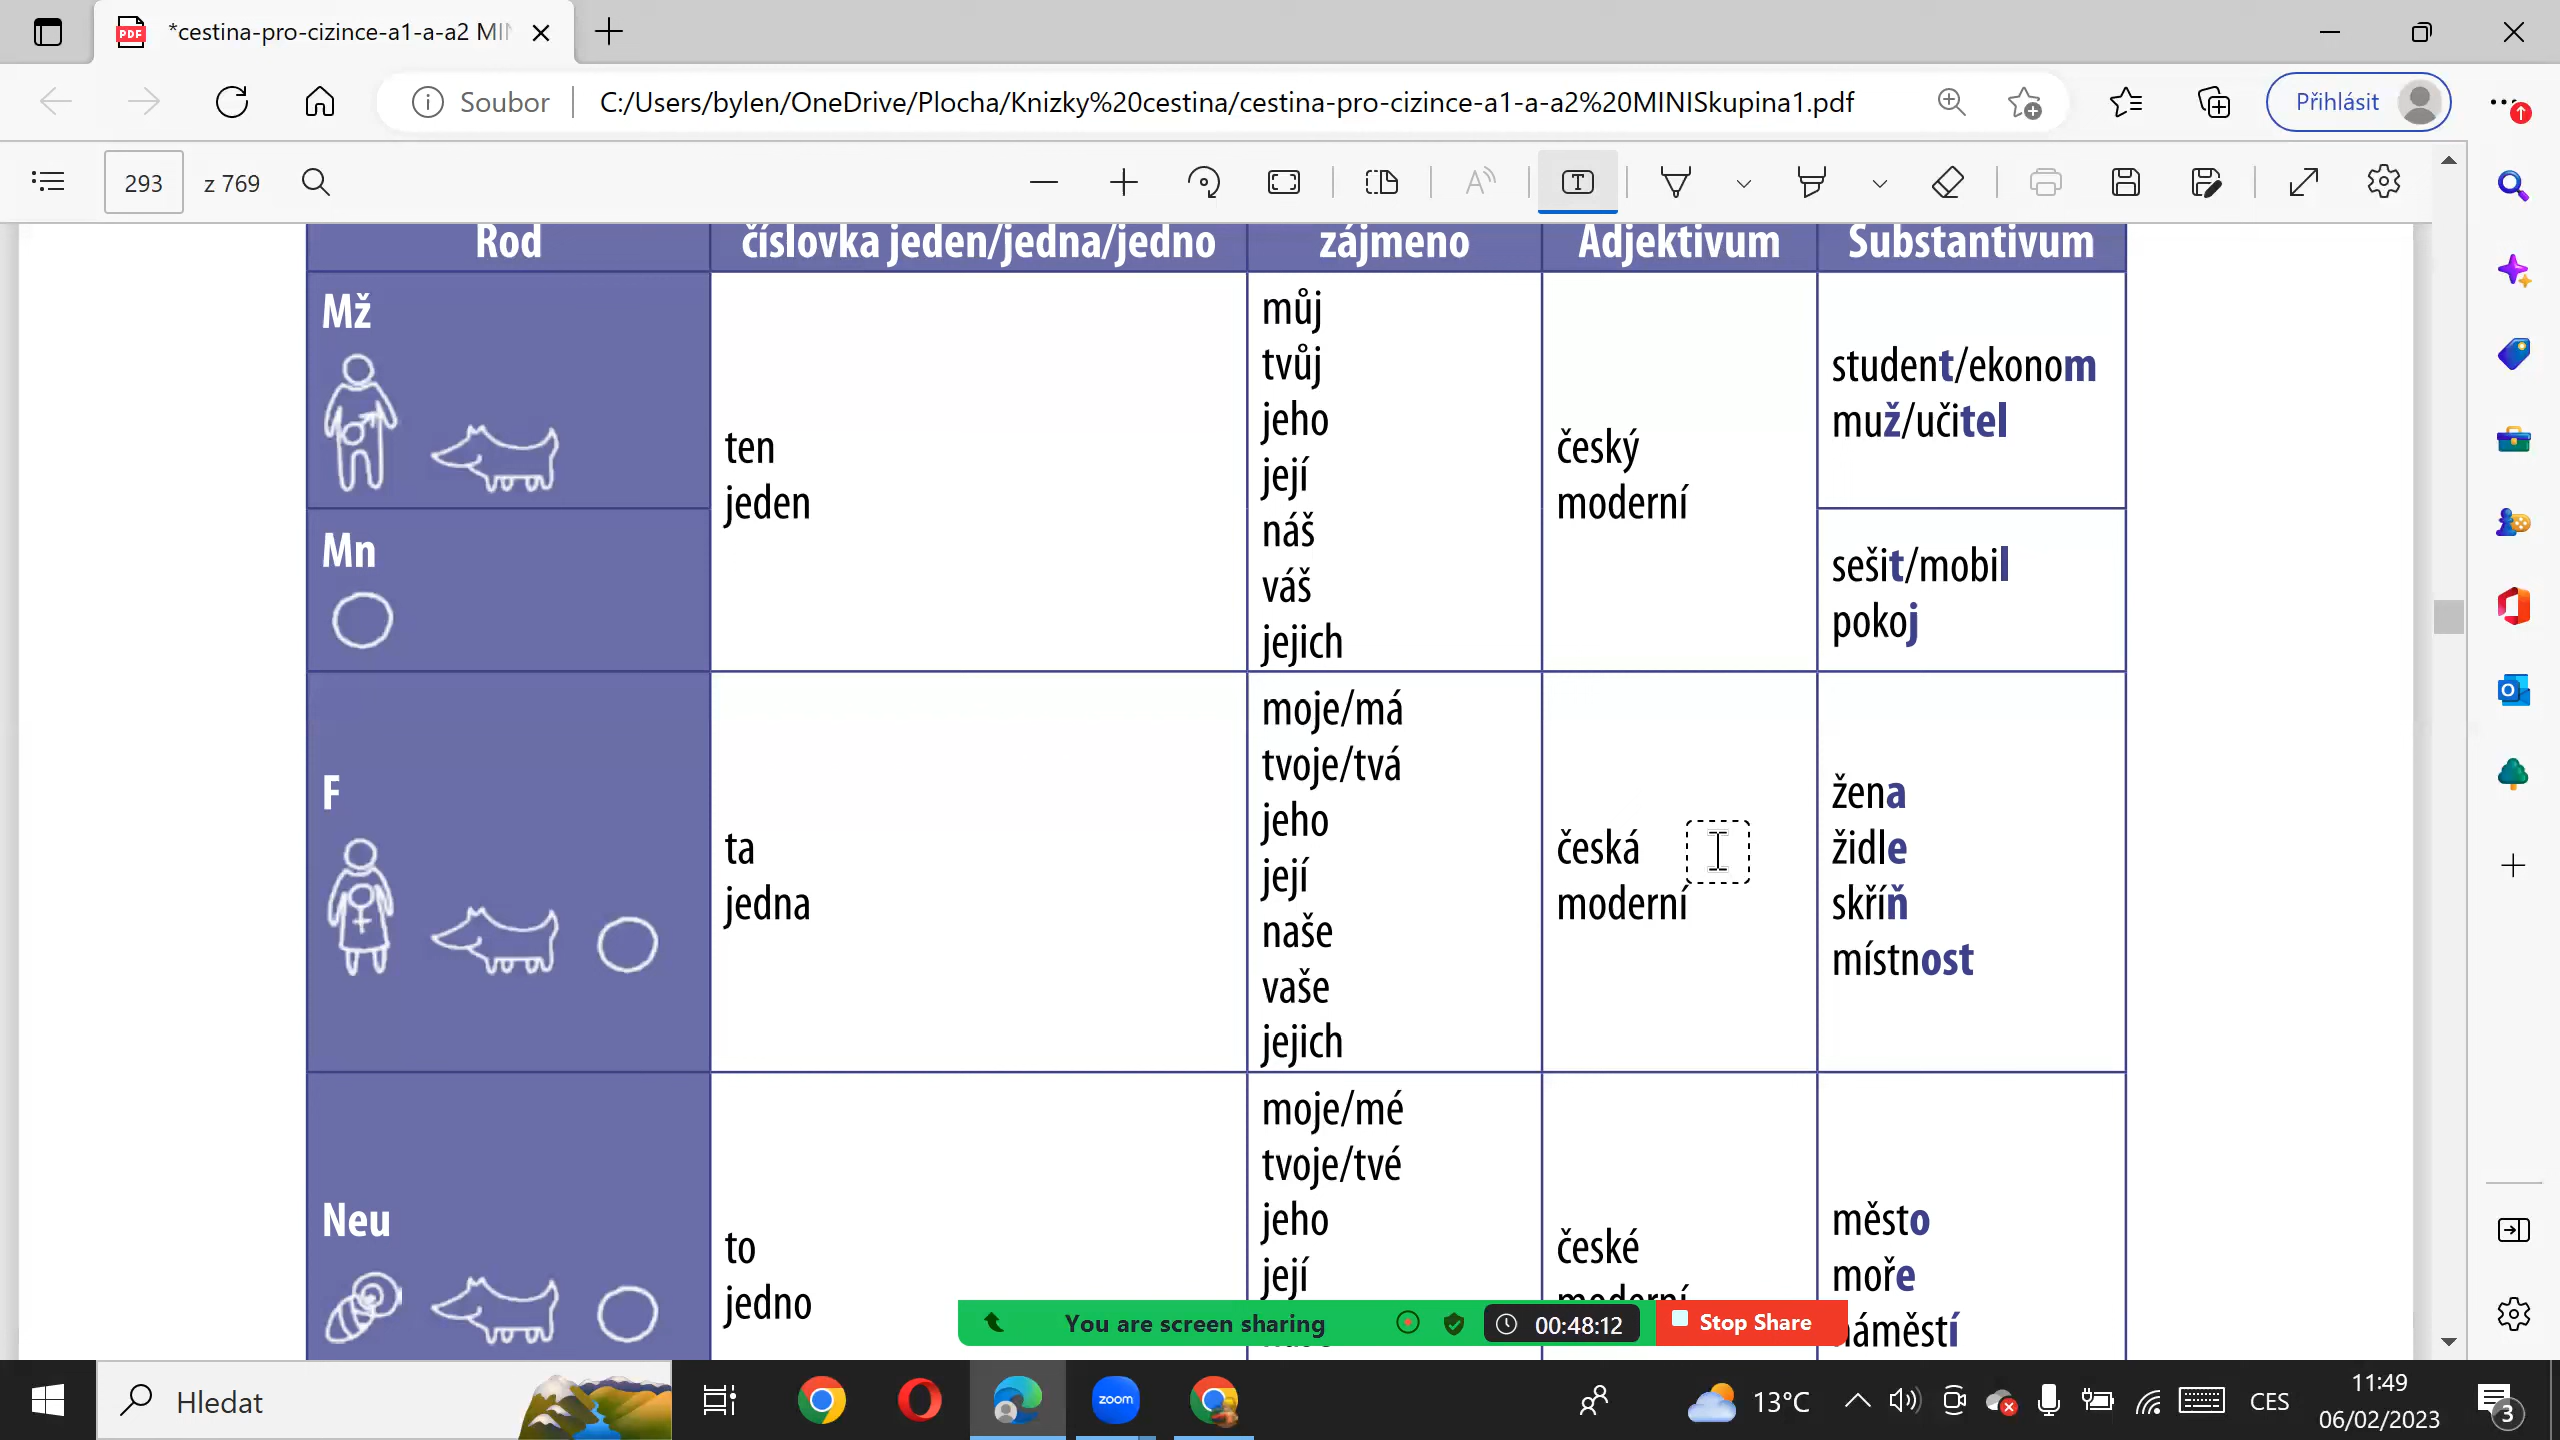 *cestina-pro-cizince-a1-a-a2 MIN
Soubor
C:/Users/bylen/OneDrive/Plocha/Knizky%20cestina/cestina-pro-cizince-a1-a-a2%20MINISkupina1.pdf
Přihlásit
293
z 769
Rod
číslovka jeden/jedna/jedno
zájmeno
Adjektivum
Substantivum
Mž
Mn
ten
jeden
můj
tvůj
jeho
její
náš
váš
jejich
český
moderní
student/ekonom
muž/učitel
sešit/mobil
pokoj
F
ta
jedna
moje/má
tvoje/tvá
jeho
její
naše
vaše
jejich
česká
moderní
žena
židle
skříň
místnost
Neu
to
jedno
moje/mé
tvoje/tvé
jeho
její
české
moderní
město
moře
náměstí
You are screen sharing
00:48:12
Stop Share
Hledat
zoom
13°C
CES
11:49
06/02/2023
3